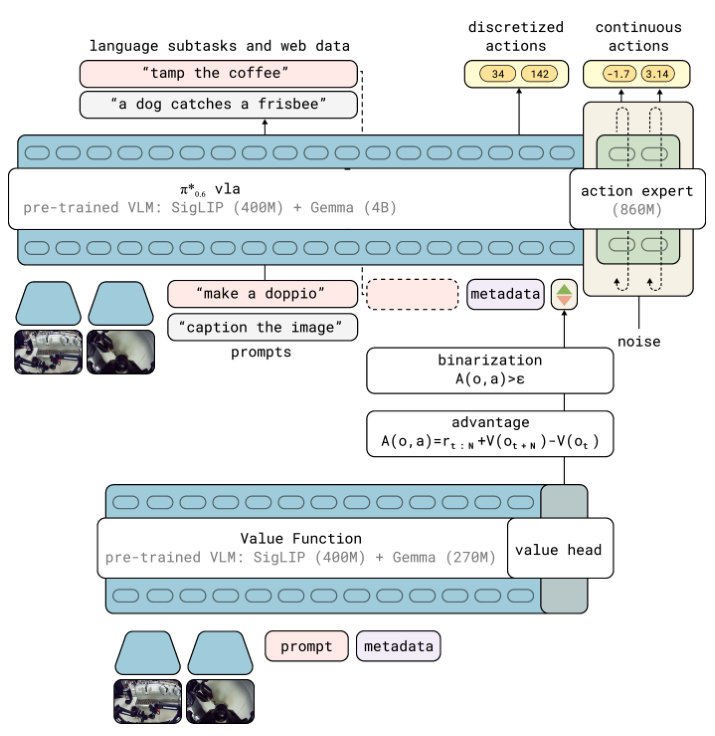 language subtasks and web data
discretized
actions
continuous
actions
“tamp the coffee”
34 142
-1.7 3.14
“a dog catches a frisbee”
π*0.6 vla
pre-trained VLM: SigLIP (400M) + Gemma (4B)
action expert
(860M)
“make a doppio”
metadata
“caption the image”
prompts
noise
binarization
A(o,a)>ε
advantage
A(o,a)=rt:N+V(ot+N)-V(ot)
Value Function
pre-trained VLM: SigLIP (400M) + Gemma (270M)
value head
prompt
metadata